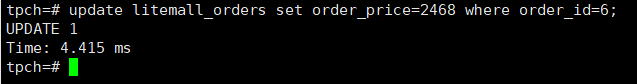 tpch=# update litemall_orders set order_price=2468 where order_id=6;
UPDATE 1
Time: 4.415 ms
tpch=#